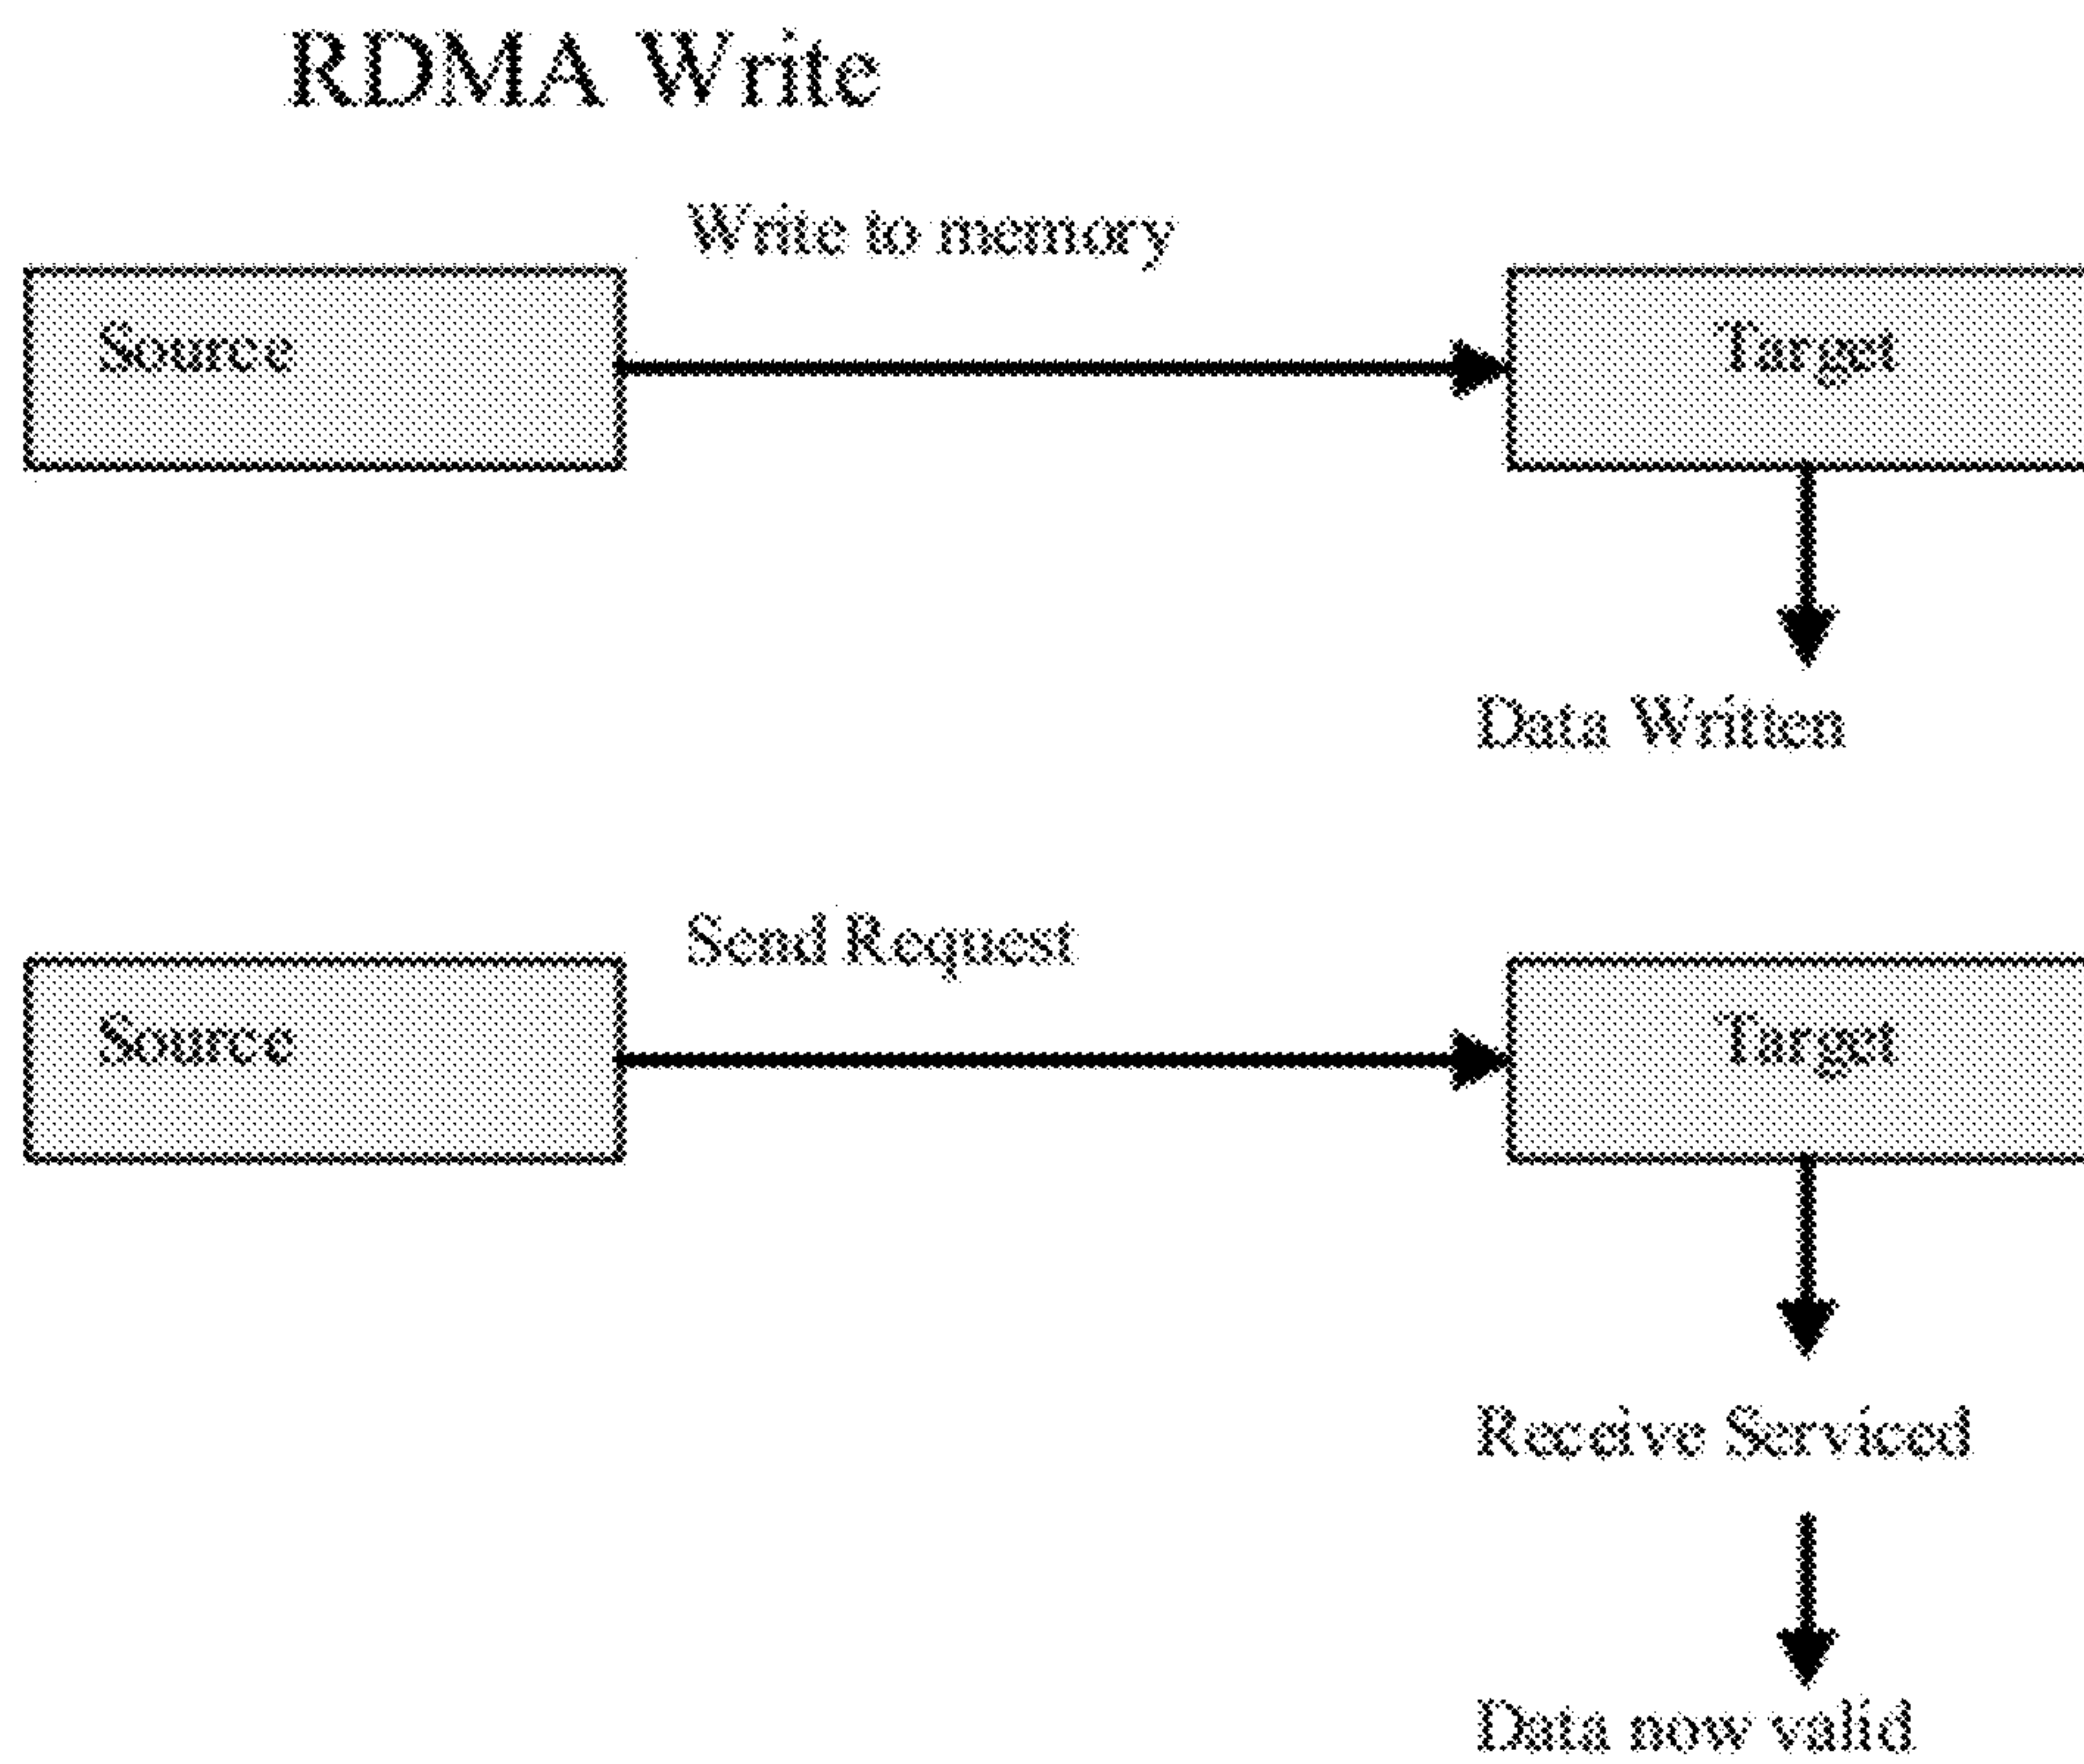 RDMA Write
Write to memory
Source
Target
Data Written
Send Request
Source
Target
Receive Serviced
Data now valid